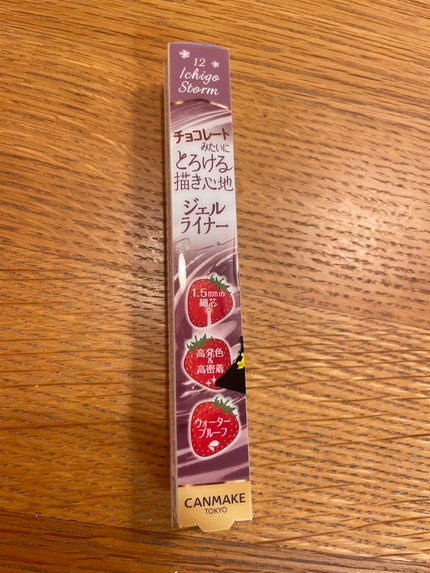 12
Ichigo
Storm
チョコレート
みたいに
とろける
描き心地
ジェル
ライナー
1.5mmの
細芯
高発色
&
高密着
ウォーター
プルーフ
CANMAKE
TOKYO